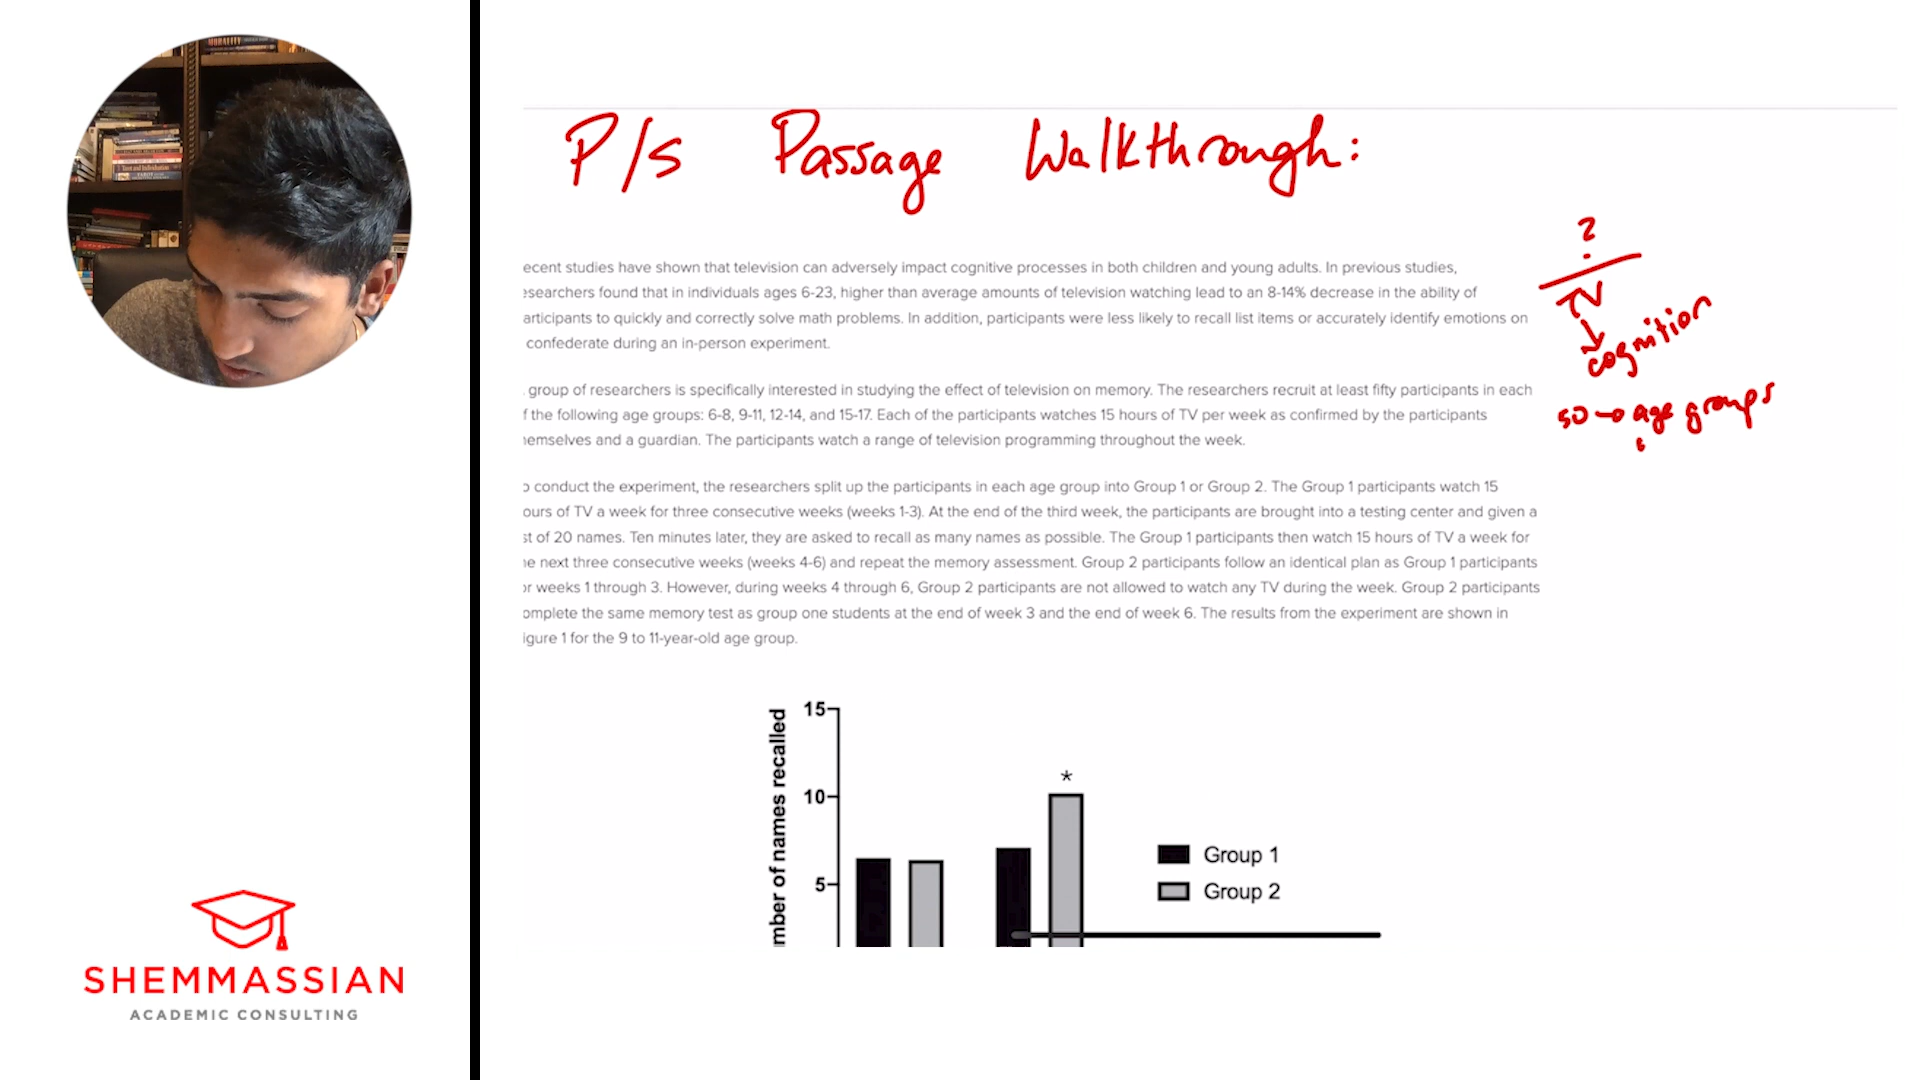 P/S Passage Walkthrough:
?
TV
cognition
50 → age groups
ecent studies have shown that television can adversely impact cognitive processes in both children and young adults. In previous studies,
esearchers found that in individuals ages 6-23, higher than average amounts of television watching lead to an 8-14% decrease in the ability of
articipants to quickly and correctly solve math problems. In addition, participants were less likely to recall list items or accurately identify emotions on
confederate during an in-person experiment.
group of researchers is specifically interested in studying the effect of television on memory. The researchers recruit at least fifty participants in each
f the following age groups: 6-8, 9-11, 12-14, and 15-17. Each of the participants watches 15 hours of TV per week as confirmed by the participants
emselves and a guardian. The participants watch a range of television programming throughout the week.
o conduct the experiment, the researchers split up the participants in each age group into Group 1 or Group 2. The Group 1 participants watch 15
ours of TV a week for three consecutive weeks (weeks 1-3). At the end of the third week, the participants are brought into a testing center and given a
st of 20 names. Ten minutes later, they are asked to recall as many names as possible. The Group 1 participants then watch 15 hours of TV a week for
e next three consecutive weeks (weeks 4-6) and repeat the memory assessment. Group 2 participants follow an identical plan as Group 1 participants
or weeks 1 through 3. However, during weeks 4 through 6, Group 2 participants are not allowed to watch any TV during the week. Group 2 participants
omplete the same memory test as group one students at the end of week 3 and the end of week 6. The results from the experiment are shown in
igure 1 for the 9 to 11-year-old age group.
mber of names recalled
15
10
5
*
Group 1
Group 2
SHEMMASSIAN
ACADEMIC CONSULTING